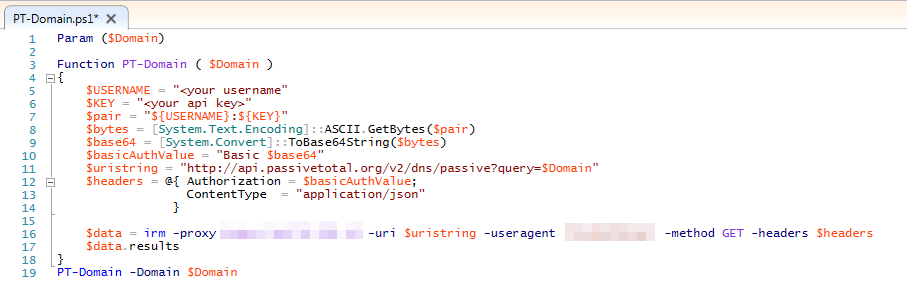 PT-Domain.ps1* X
1 Param ($Domain)
2
3 Function PT-Domain ( $Domain )
4 {
5 $USERNAME = "<your username"
6 $KEY = "<your api key>"
7 $pair = "${USERNAME}:${KEY}"
8 $bytes = [System.Text.Encoding]::ASCII.GetBytes($pair)
9 $base64 = [System.Convert]::ToBase64String($bytes)
10 $basicAuthValue = "Basic $base64"
11 $uristring = "http://api.passivetotal.org/v2/dns/passive?query=$Domain"
12 $headers = @{ Authorization = $basicAuthValue;
13 ContentType = "application/json"
14 }
15
16 $data = irm -proxy -uri $uristring -useragent -method GET -headers $headers
17 $data.results
18 }
19 PT-Domain -Domain $Domain